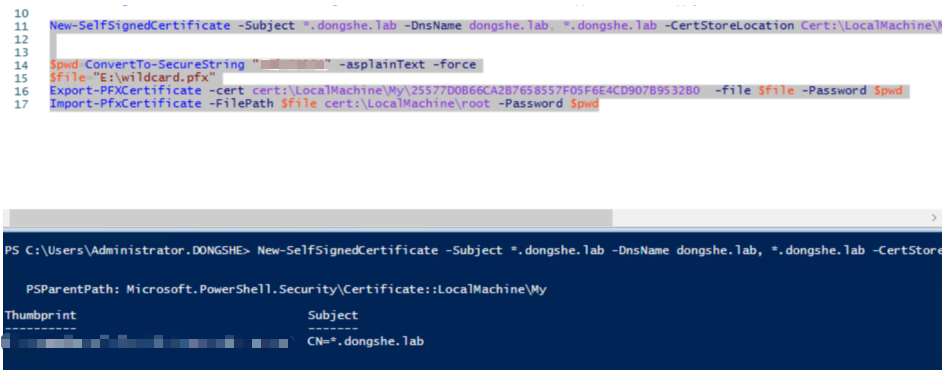 10
11 New-SelfSignedCertificate -Subject *.dongshe.lab -DnsName dongshe.lab, *.dongshe.lab -CertStoreLocation Cert:\LocalMachine\M
12
13
14 $pwd=ConvertTo-SecureString "" -asplainText -force
15 $file="E:\wildcard.pfx"
16 Export-PFXCertificate -cert cert:\LocalMachine\My\25577D0B66CA2B7658557F05F6E4CD907B9532B0 -file $file -Password $pwd
17 Import-PfxCertificate -FilePath $file cert:\LocalMachine\root -Password $pwd
PS C:\Users\Administrator.DONGSHE> New-SelfSignedCertificate -Subject *.dongshe.lab -DnsName dongshe.lab, *.dongshe.lab -CertStore
PSParentPath: Microsoft.PowerShell.Security\Certificate::LocalMachine\My
Thumbprint Subject
---------- -------
CN=*.dongshe.lab